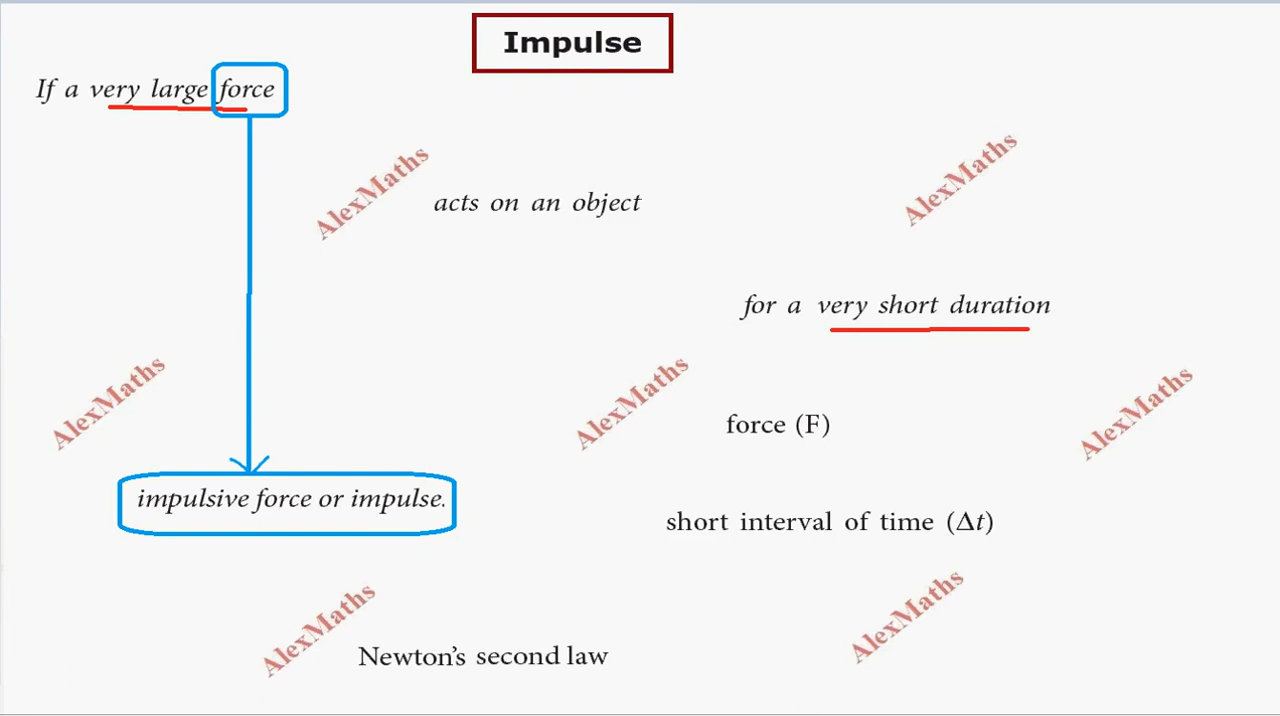 Impulse
If a very large force
AlexMaths
AlexMaths
acts on an object
for a very short duration
AlexMaths
AlexMaths
AlexMaths
force (F)
impulsive force or impulse.
short interval of time (Δt)
AlexMaths
AlexMaths
Newton's second law